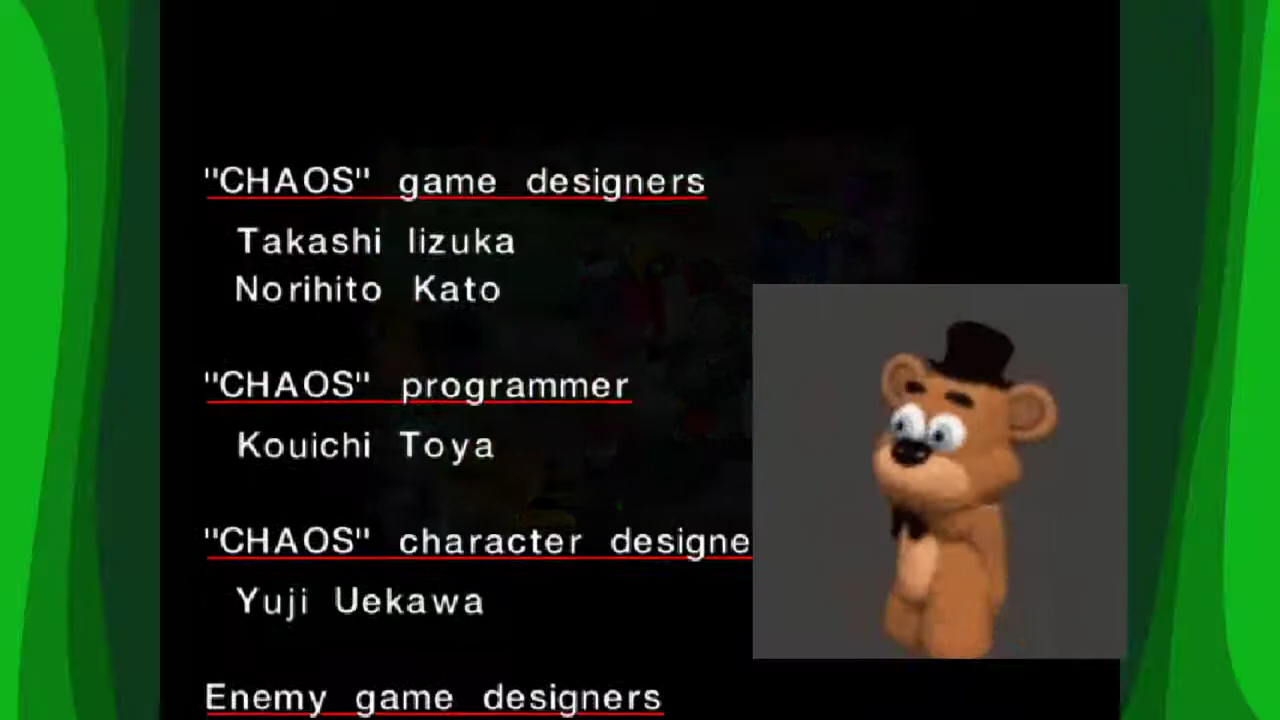 "CHAOS" game designers
Takashi Iizuka
Norihito Kato
"CHAOS" programmer
Kouichi Toya
"CHAOS" character designe
Yuji Uekawa
Enemy game designers